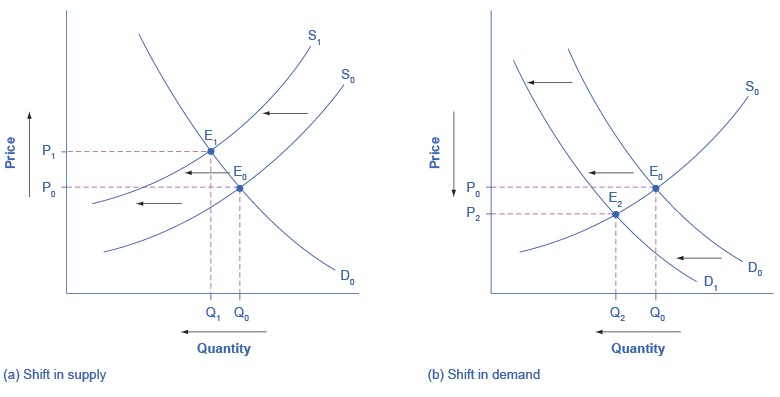 S₁
S₀
E₁
E₀
P₁
P₀
Price
D₀
Q₁ Q₀
Quantity
(a) Shift in supply
S₀
E₀
E₂
P₀
P₂
Price
D₀
D₁
Q₂ Q₀
Quantity
(b) Shift in demand